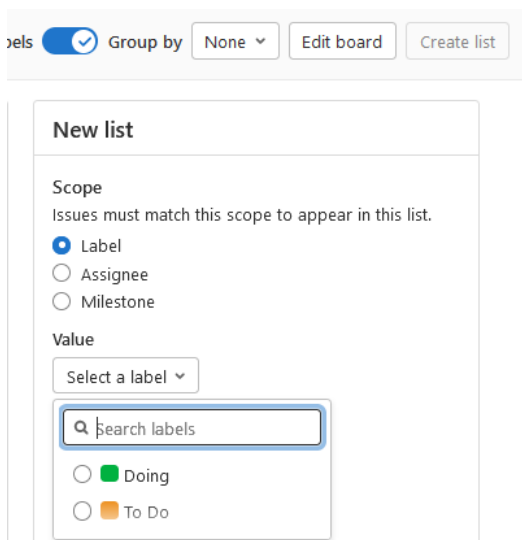 Group by None Edit board Create list
New list
Scope
Issues must match this scope to appear in this list.
Label
Assignee
Milestone
Value
Select a label
Search labels
Doing
To Do